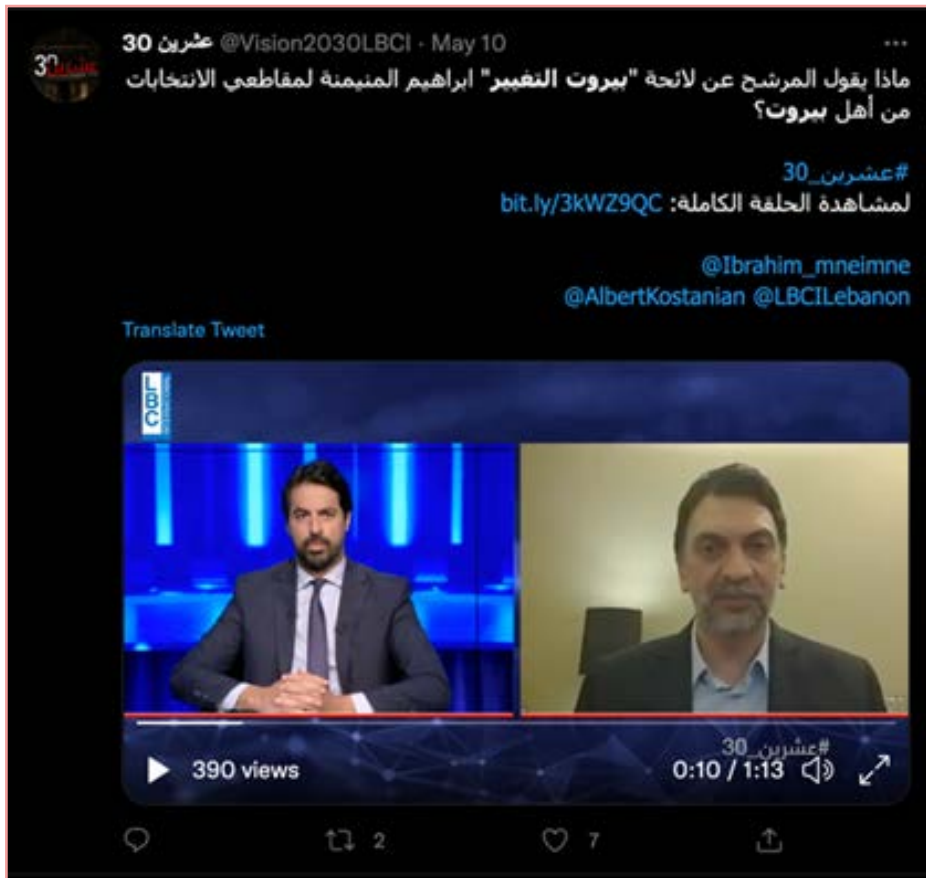 عشرين 30 @Vision2030LBCI · May 10
ماذا يقول المرشح عن لائحة "بيروت التغيير" ابراهيم المنيمنة لمقاطعي الانتخابات
من أهل بيروت؟
#عشرين_30
لمشاهدة الحلقة الكاملة: bit.ly/3kWZ9QC
@Ibrahim_mneimne
@AlbertKostanian @LBCILebanon
Translate Tweet
LBC
#عشرين_30
390 views
0:10 / 1:13
2
7